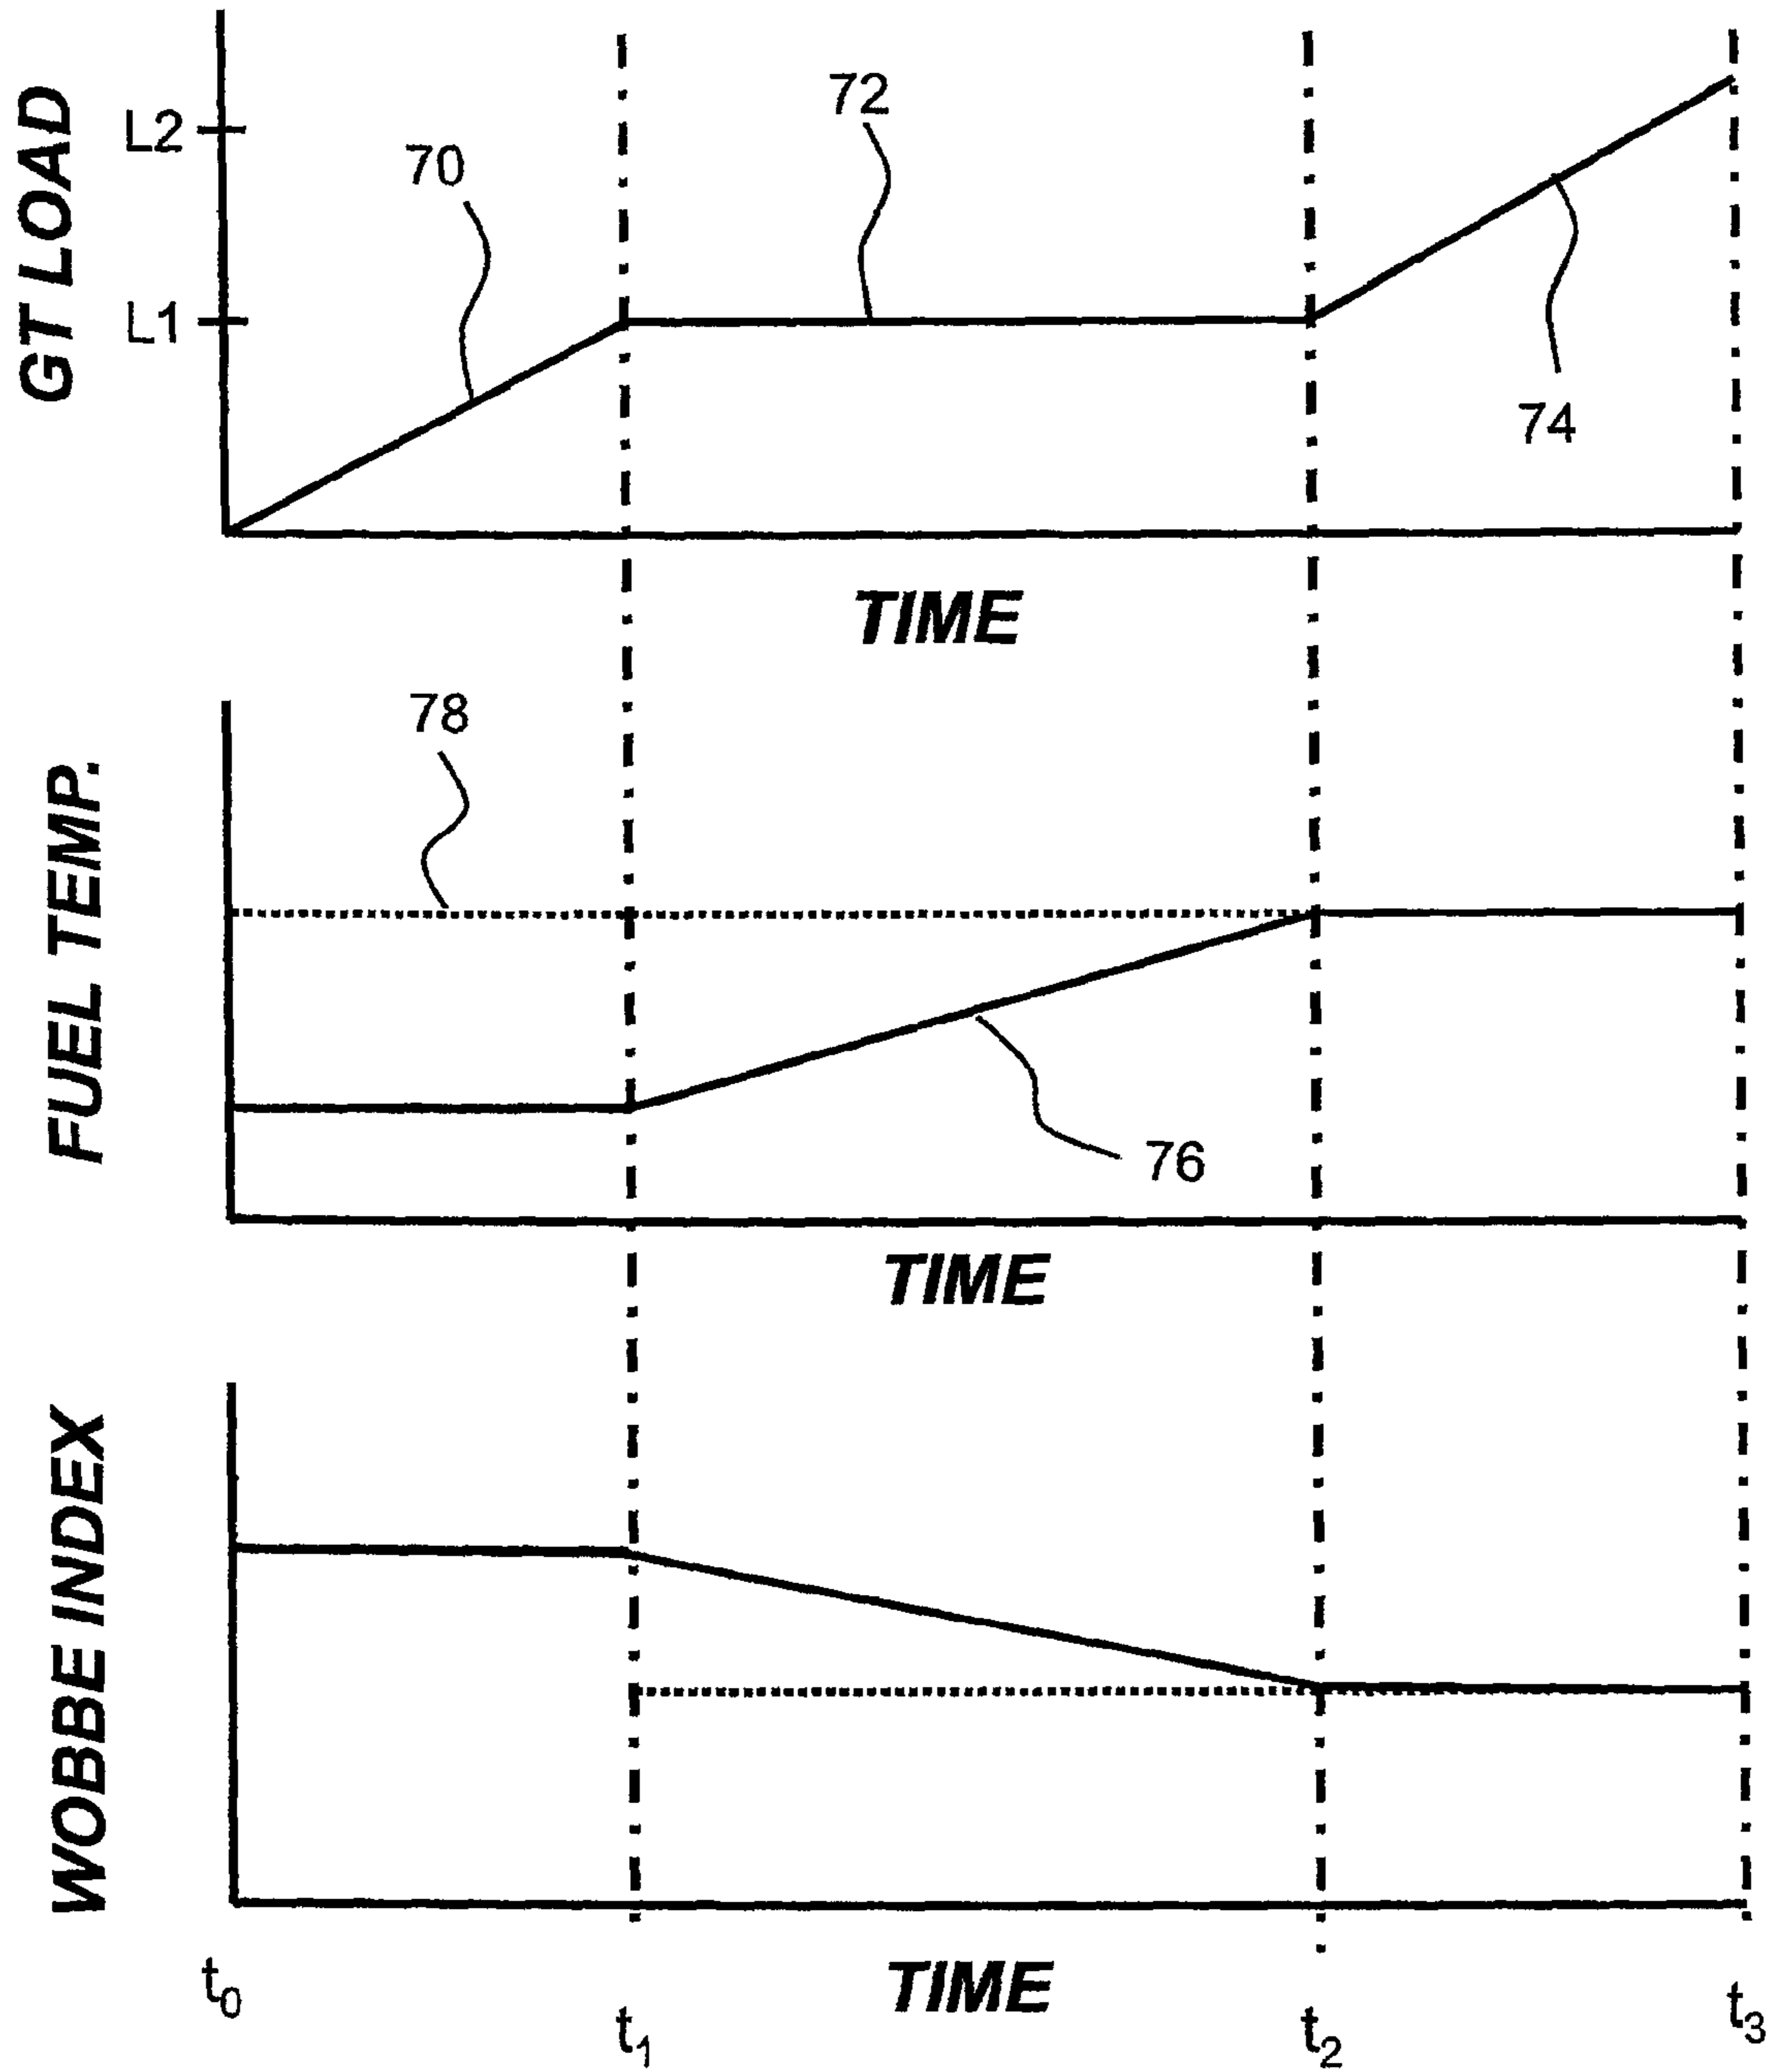 GT LOAD
L2
L1
70
72
74
TIME
FUEL TEMP.
78
76
TIME
WOBBE INDEX
TIME
t0
t1
t2
t3